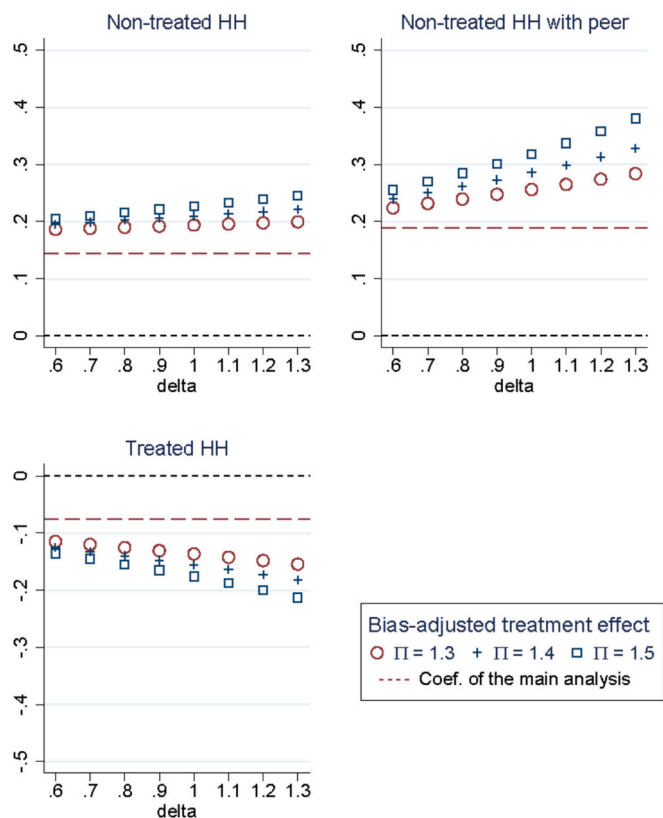 Non-treated HH
.5
.4
.3
.2
.1
0
.6 .7 .8 .9 1 1.1 1.2 1.3
delta
Non-treated HH with peer
.5
.4
.3
.2
.1
0
.6 .7 .8 .9 1 1.1 1.2 1.3
delta
Treated HH
0
-.1
-.2
-.3
-.4
-.5
.6 .7 .8 .9 1 1.1 1.2 1.3
delta
Bias-adjusted treatment effect
Π = 1.3 Π = 1.4 Π = 1.5
Coef. of the main analysis